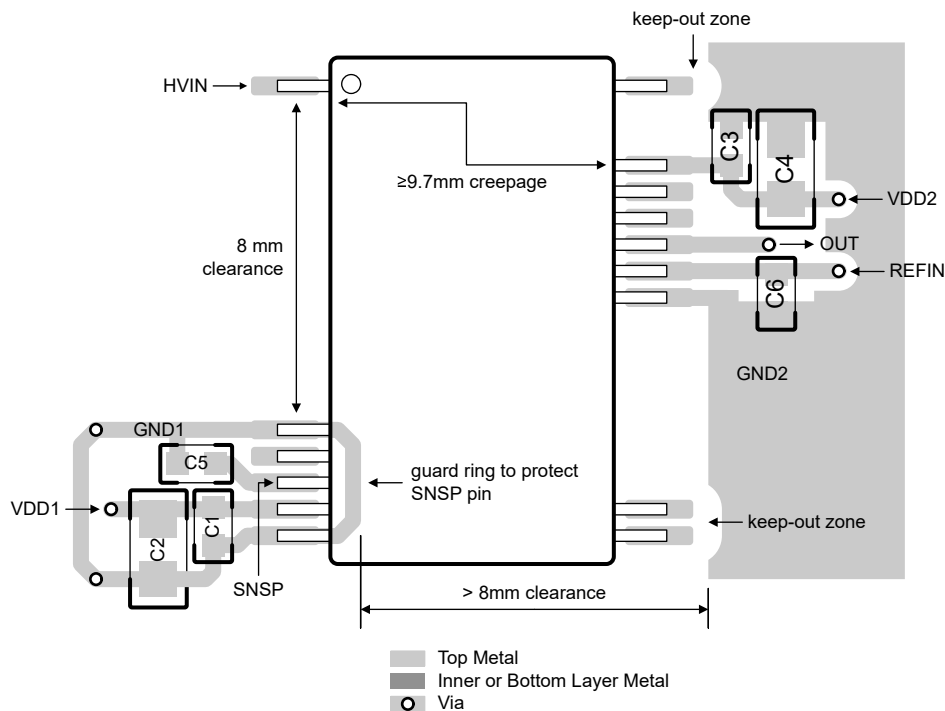 keep-out zone
HVIN
C3
C4
≥9.7mm creepage
VDD2
8 mm
clearance
OUT
REFIN
C6
GND2
GND1
C5
guard ring to protect
SNSP pin
VDD1
C1
C2
keep-out zone
SNSP
> 8mm clearance
Top Metal
Inner or Bottom Layer Metal
Via